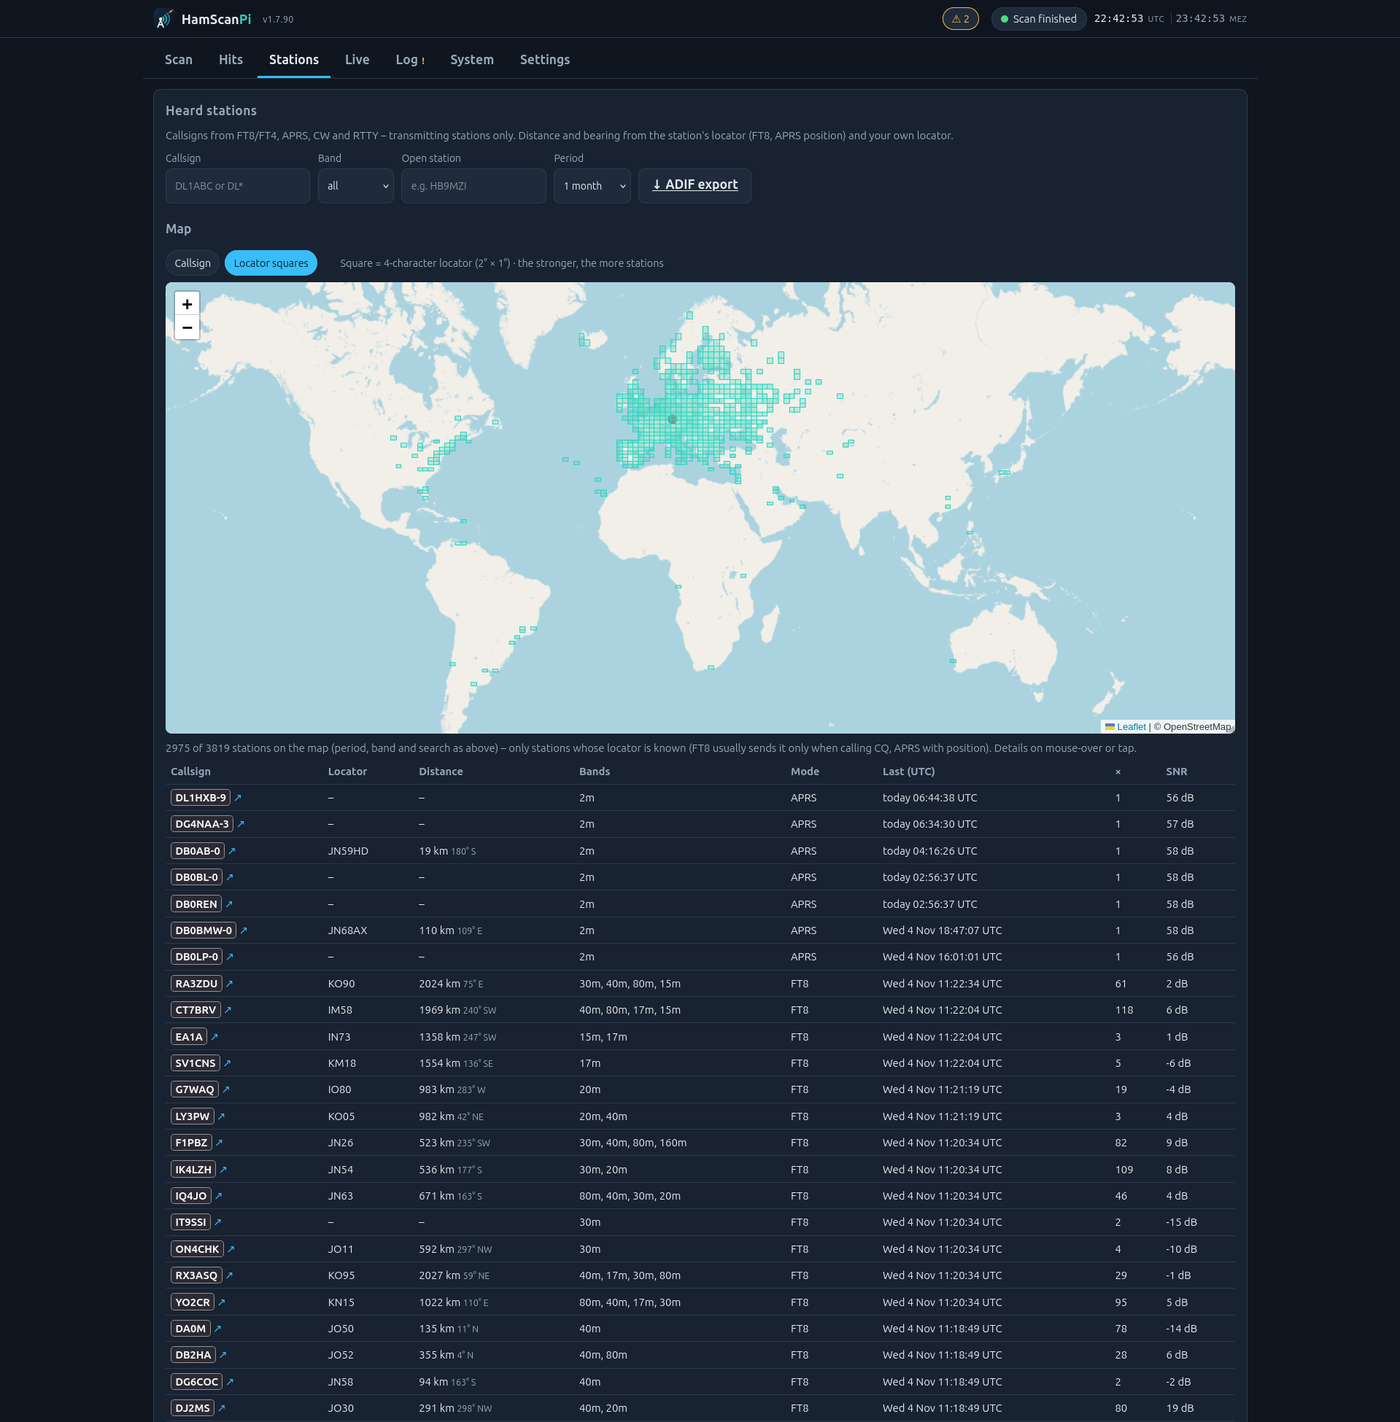 HamScanPi v1.7.90 ⚠ 2 Scan finished 22:42:53 UTC 23:42:53 MEZ
Scan Hits Stations Live Log ! System Settings
Heard stations
Callsigns from FT8/FT4, APRS, CW and RTTY – transmitting stations only. Distance and bearing from the station's locator (FT8, APRS position) and your own locator.
Callsign Band Open station Period
DL1ABC or DL* all e.g. HB9MZI 1 month ↓ ADIF export
Map
Callsign Locator squares Square = 4-character locator (2° × 1°) · the stronger, the more stations
+
−
Leaflet | © OpenStreetMap
2975 of 3819 stations on the map (period, band and search as above) – only stations whose locator is known (FT8 usually sends it only when calling CQ, APRS with position). Details on mouse-over or tap.
Callsign Locator Distance Bands Mode Last (UTC) × SNR
DL1HXB-9 ↗ – – 2m APRS today 06:44:38 UTC 1 56 dB
DG4NAA-3 ↗ – – 2m APRS today 06:34:30 UTC 1 57 dB
DB0AB-0 ↗ JN59HD 19 km 180° S 2m APRS today 04:16:26 UTC 1 58 dB
DB0BL-0 ↗ – – 2m APRS today 02:56:37 UTC 1 58 dB
DB0REN ↗ – – 2m APRS today 02:56:37 UTC 1 58 dB
DB0BMW-0 ↗ JN68AX 110 km 109° E 2m APRS Wed 4 Nov 18:47:07 UTC 1 58 dB
DB0LP-0 ↗ – – 2m APRS Wed 4 Nov 16:01:01 UTC 1 56 dB
RA3ZDU ↗ KO90 2024 km 75° E 30m, 40m, 80m, 15m FT8 Wed 4 Nov 11:22:34 UTC 61 2 dB
CT7BRV ↗ IM58 1969 km 240° SW 40m, 80m, 17m, 15m FT8 Wed 4 Nov 11:22:04 UTC 118 6 dB
EA1A ↗ IN73 1358 km 247° SW 15m, 17m FT8 Wed 4 Nov 11:22:04 UTC 3 1 dB
SV1CNS ↗ KM18 1554 km 136° SE 17m FT8 Wed 4 Nov 11:22:04 UTC 5 -6 dB
G7WAQ ↗ IO80 983 km 283° W 20m FT8 Wed 4 Nov 11:21:19 UTC 19 -4 dB
LY3PW ↗ KO05 982 km 42° NE 20m, 40m FT8 Wed 4 Nov 11:21:19 UTC 3 4 dB
F1PBZ ↗ JN26 523 km 235° SW 30m, 40m, 80m, 160m FT8 Wed 4 Nov 11:20:34 UTC 82 9 dB
IK4LZH ↗ JN54 536 km 177° S 30m, 20m FT8 Wed 4 Nov 11:20:34 UTC 109 8 dB
IQ4JO ↗ JN63 671 km 163° S 80m, 40m, 30m, 20m FT8 Wed 4 Nov 11:20:34 UTC 46 4 dB
IT9SSI ↗ – – 30m FT8 Wed 4 Nov 11:20:34 UTC 2 -15 dB
ON4CHK ↗ JO11 592 km 297° NW 30m FT8 Wed 4 Nov 11:20:34 UTC 4 -10 dB
RX3ASQ ↗ KO95 2027 km 59° NE 40m, 17m, 30m, 80m FT8 Wed 4 Nov 11:20:34 UTC 29 -1 dB
YO2CR ↗ KN15 1022 km 110° E 80m, 40m, 17m, 30m FT8 Wed 4 Nov 11:20:34 UTC 95 5 dB
DA0M ↗ JO50 135 km 11° N 40m FT8 Wed 4 Nov 11:18:49 UTC 78 -14 dB
DB2HA ↗ JO52 355 km 4° N 40m, 80m FT8 Wed 4 Nov 11:18:49 UTC 28 6 dB
DG6COC ↗ JN58 94 km 163° S 40m FT8 Wed 4 Nov 11:18:49 UTC 2 -2 dB
DJ2MS ↗ JO30 291 km 298° NW 40m, 20m FT8 Wed 4 Nov 11:18:49 UTC 80 19 dB